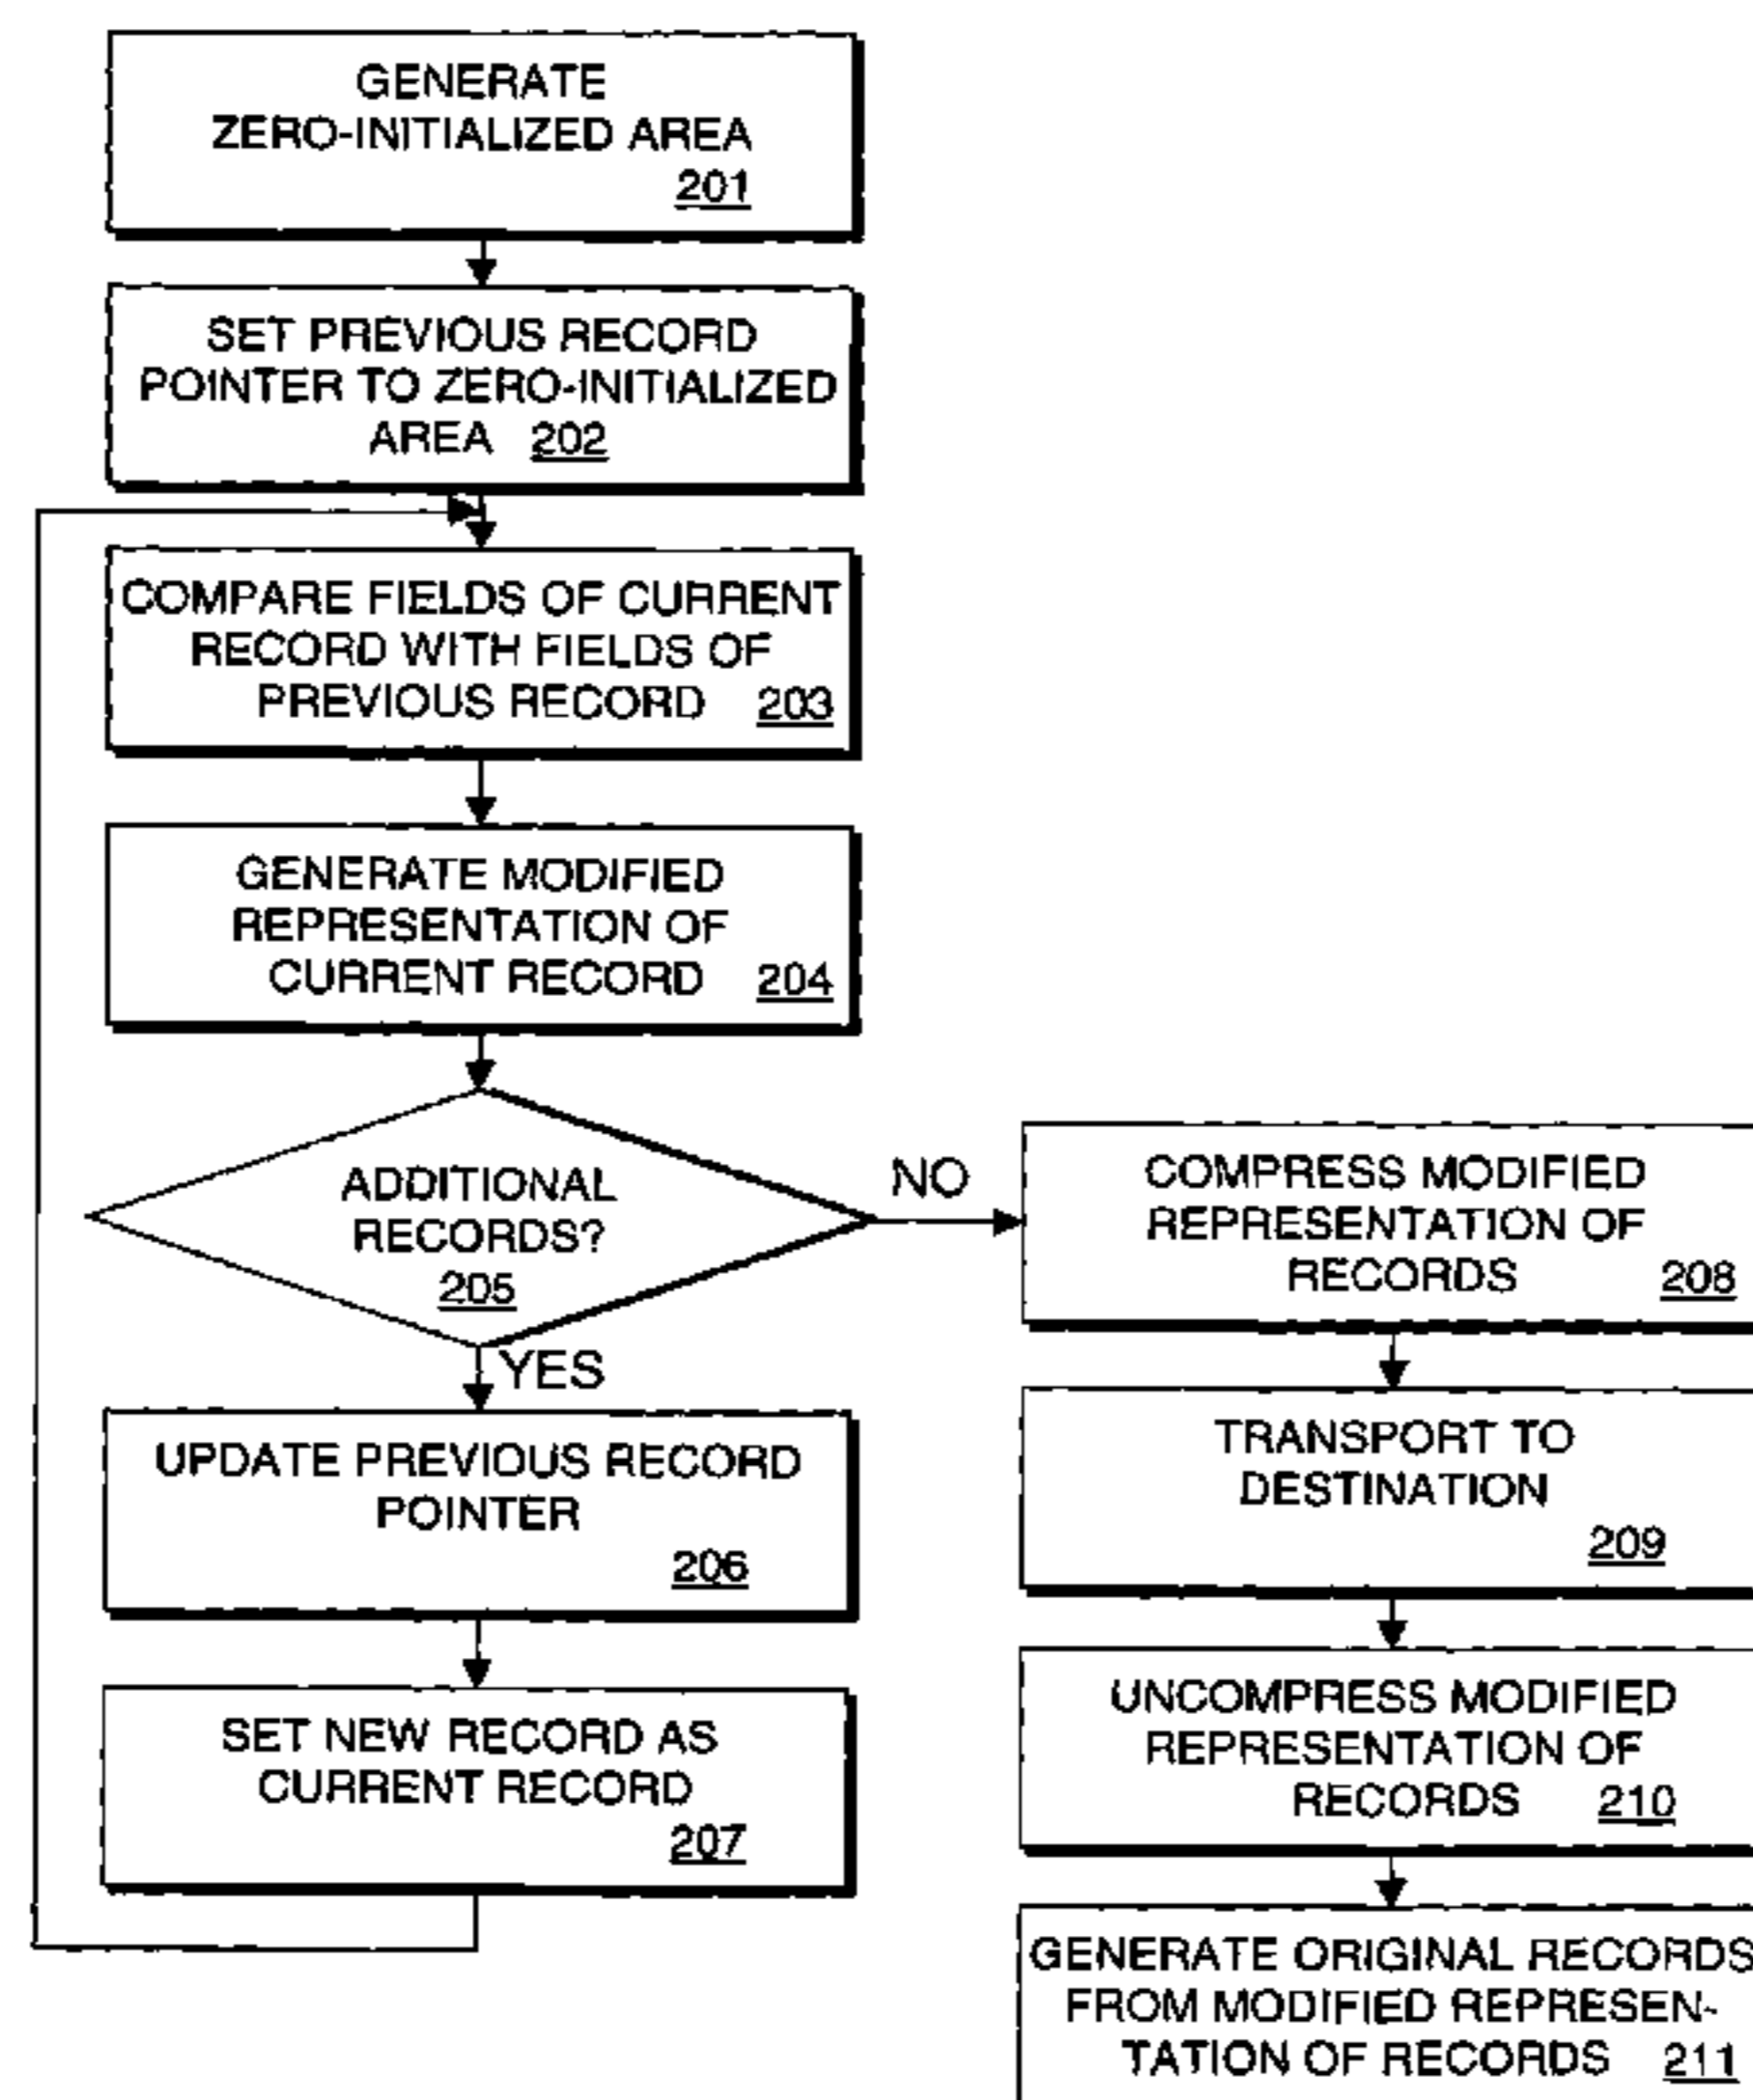 GENERATE
ZERO-INITIALIZED AREA
201
SET PREVIOUS RECORD
POINTER TO ZERO-INITIALIZED
AREA 202
COMPARE FIELDS OF CURRENT
RECORD WITH FIELDS OF
PREVIOUS RECORD 203
GENERATE MODIFIED
REPRESENTATION OF
CURRENT RECORD 204
ADDITIONAL
RECORDS?
205
NO
YES
UPDATE PREVIOUS RECORD
POINTER
206
SET NEW RECORD AS
CURRENT RECORD
207
COMPRESS MODIFIED
REPRESENTATION OF
RECORDS 208
TRANSPORT TO
DESTINATION
209
UNCOMPRESS MODIFIED
REPRESENTATION OF
RECORDS 210
GENERATE ORIGINAL RECORDS
FROM MODIFIED REPRESEN-
TATION OF RECORDS 211